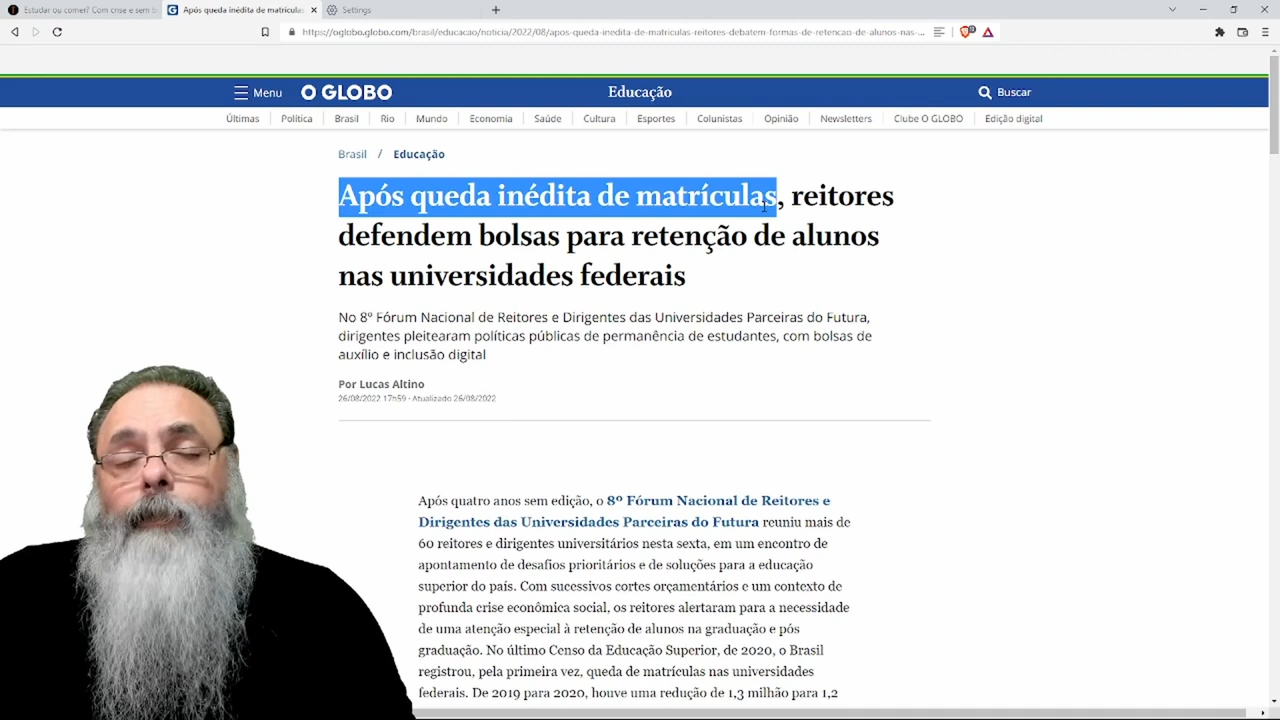 Estudar ou comer? Com crise e sem b
Após queda inédita de matrículas
Settings
https://oglobo.globo.com/brasil/educacao/noticia/2022/08/apos-queda-inedita-de-matriculas-reitores-debatem-formas-de-retencao-de-alunos-nas-...
Menu
O GLOBO
Educação
Buscar
Últimas
Política
Brasil
Rio
Mundo
Economia
Saúde
Cultura
Esportes
Colunistas
Opinião
Newsletters
Clube O GLOBO
Edição digital
Brasil / Educação
Após queda inédita de matrículas, reitores
defendem bolsas para retenção de alunos
nas universidades federais
No 8º Fórum Nacional de Reitores e Dirigentes das Universidades Parceiras do Futura,
dirigentes pleitearam políticas públicas de permanência de estudantes, com bolsas de
auxílio e inclusão digital
Por Lucas Altino
26/08/2022 17h59 · Atualizado 26/08/2022
Após quatro anos sem edição, o 8º Fórum Nacional de Reitores e
Dirigentes das Universidades Parceiras do Futura reuniu mais de
60 reitores e dirigentes universitários nesta sexta, em um encontro de
apontamento de desafios prioritários e de soluções para a educação
superior do país. Com sucessivos cortes orçamentários e um contexto de
profunda crise econômica social, os reitores alertaram para a necessidade
de uma atenção especial à retenção de alunos na graduação e pós
graduação. No último Censo da Educação Superior, de 2020, o Brasil
registrou, pela primeira vez, queda de matrículas nas universidades
federais. De 2019 para 2020, houve uma redução de 1,3 milhão para 1,2